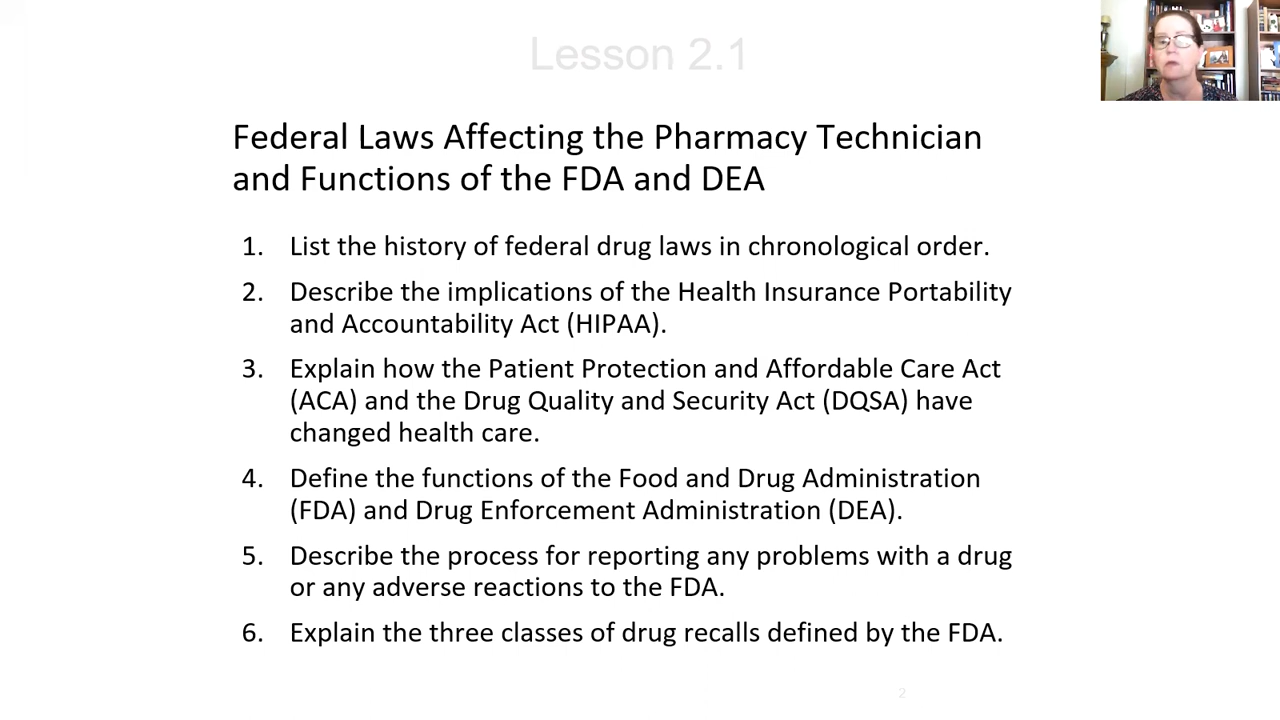 Lesson 2.1
Federal Laws Affecting the Pharmacy Technician
and Functions of the FDA and DEA
1. List the history of federal drug laws in chronological order.
2. Describe the implications of the Health Insurance Portability
and Accountability Act (HIPAA).
3. Explain how the Patient Protection and Affordable Care Act
(ACA) and the Drug Quality and Security Act (DQSA) have
changed health care.
4. Define the functions of the Food and Drug Administration
(FDA) and Drug Enforcement Administration (DEA).
5. Describe the process for reporting any problems with a drug
or any adverse reactions to the FDA.
6. Explain the three classes of drug recalls defined by the FDA.
2